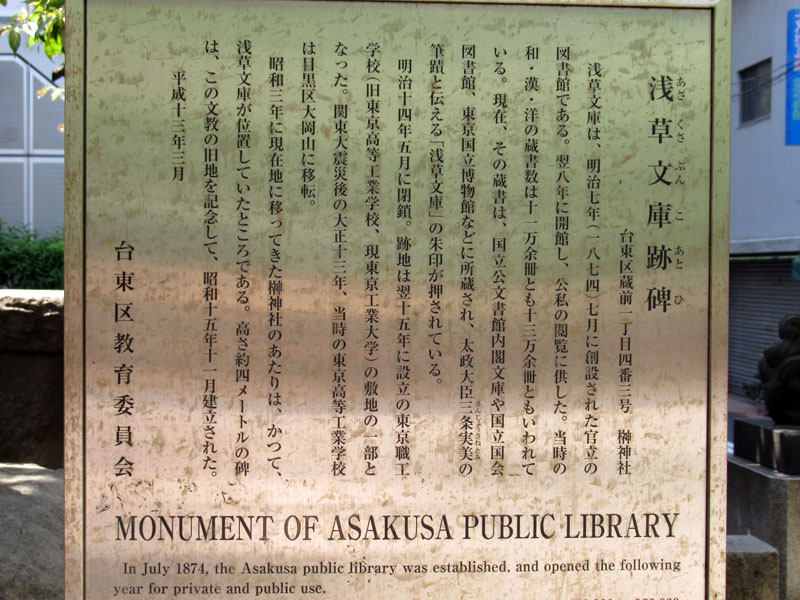 浅草文庫跡碑
あさくさぶんこあとひ
台東区蔵前一丁目四番三号　榊神社
浅草文庫は、明治七年(一八七四)七月に創設された官立の
図書館である。翌八年に開館し、公私の閲覧に供した。当時の
和・漢・洋の蔵書数は十一万余冊とも十三万余冊ともいわれて
いる。現在、その蔵書は、国立公文書館内閣文庫や国立国会
図書館、東京国立博物館などに所蔵され、太政大臣三条実美の
さんじょうさねとみ
筆蹟と伝える「浅草文庫」の朱印が押されている。
明治十四年五月に閉鎖。跡地は翌十五年に設立の東京職工
学校(旧東京高等工業学校、現東京工業大学)の敷地の一部と
なった。関東大震災後の大正十三年、当時の東京高等工業学校
は目黒区大岡山に移転。
昭和三年に現在地に移ってきた榊神社のあたりは、かつて、
浅草文庫が位置していたところである。高さ約四メートルの碑
は、この文教の旧地を記念して、昭和十五年十一月建立された。
平成十三年三月
台東区教育委員会
MONUMENT OF ASAKUSA PUBLIC LIBRARY
In July 1874, the Asakusa public library was established, and opened the following
year for private and public use.